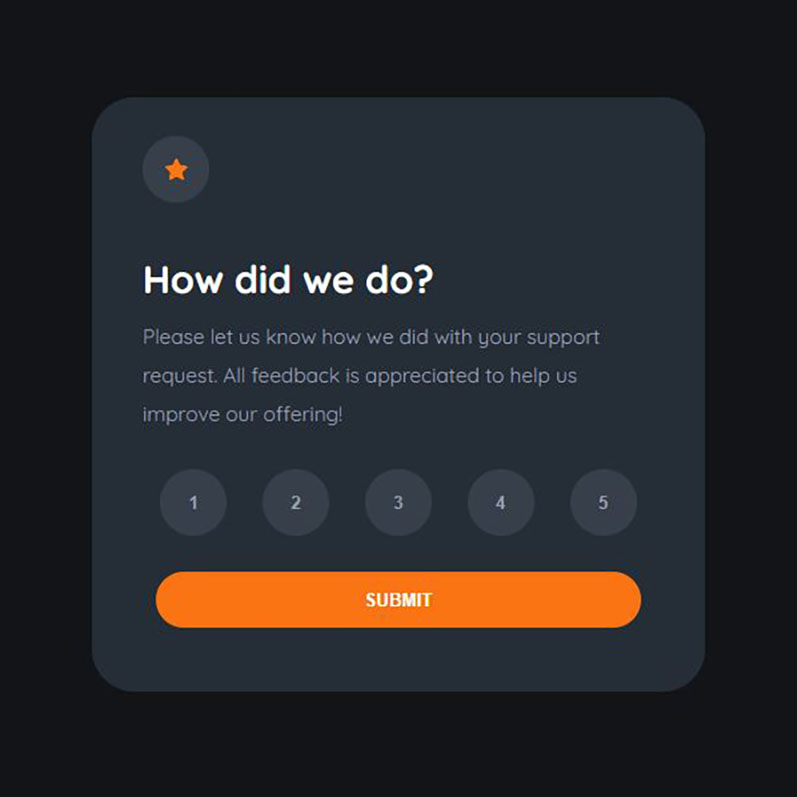 How did we do?
Please let us know how we did with your support
request. All feedback is appreciated to help us
improve our offering!
1 2 3 4 5
SUBMIT